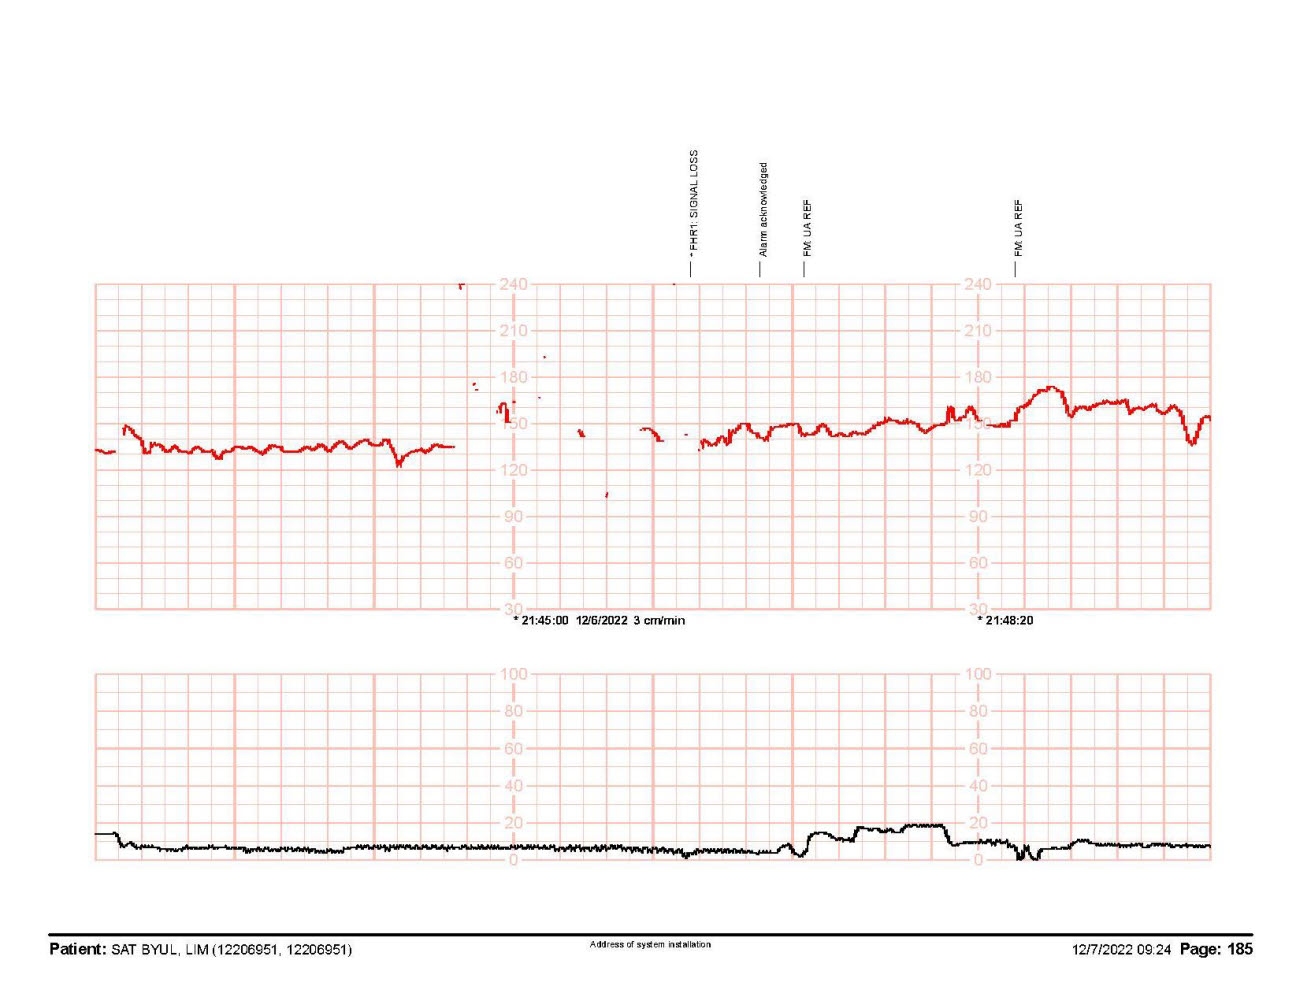 * FHR1: SIGNAL LOSS
Alarm acknowledged
FM: UA REF
FM: UA REF
240 240
210 210
180 180
150 150
120 120
90 90
60 60
30 30
* 21:45:00 12/6/2022 3 cm/min * 21:48:20
100 100
80 80
60 60
40 40
20 20
0 0
Patient: SAT BYUL, LIM (12206951, 12206951) Address of system installation 12/7/2022 09:24 Page: 185